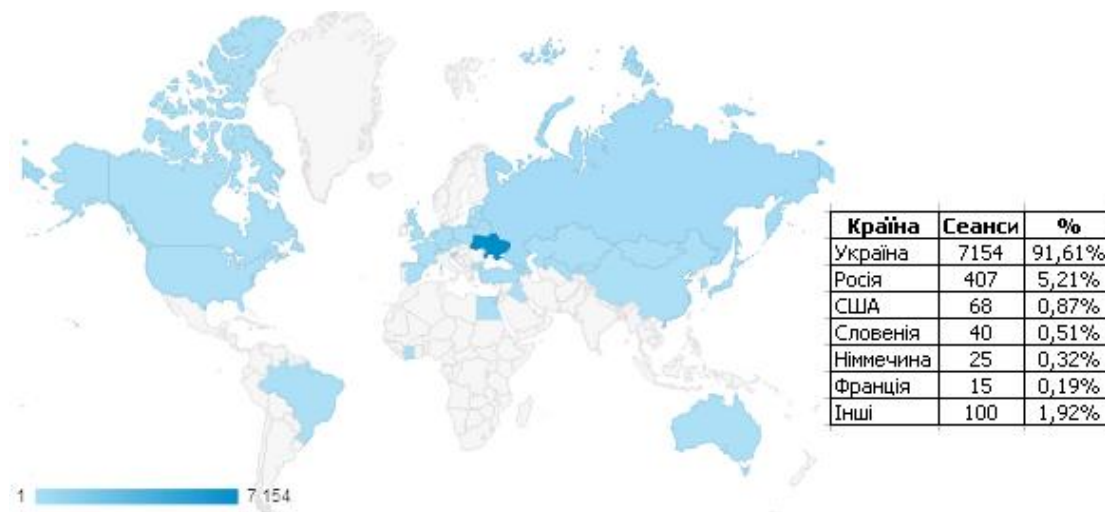 Країна Сеанси %
Україна 7154 91,61%
Росія 407 5,21%
США 68 0,87%
Словенія 40 0,51%
Німмечина 25 0,32%
Франція 15 0,19%
Інші 100 1,92%
1 7 154